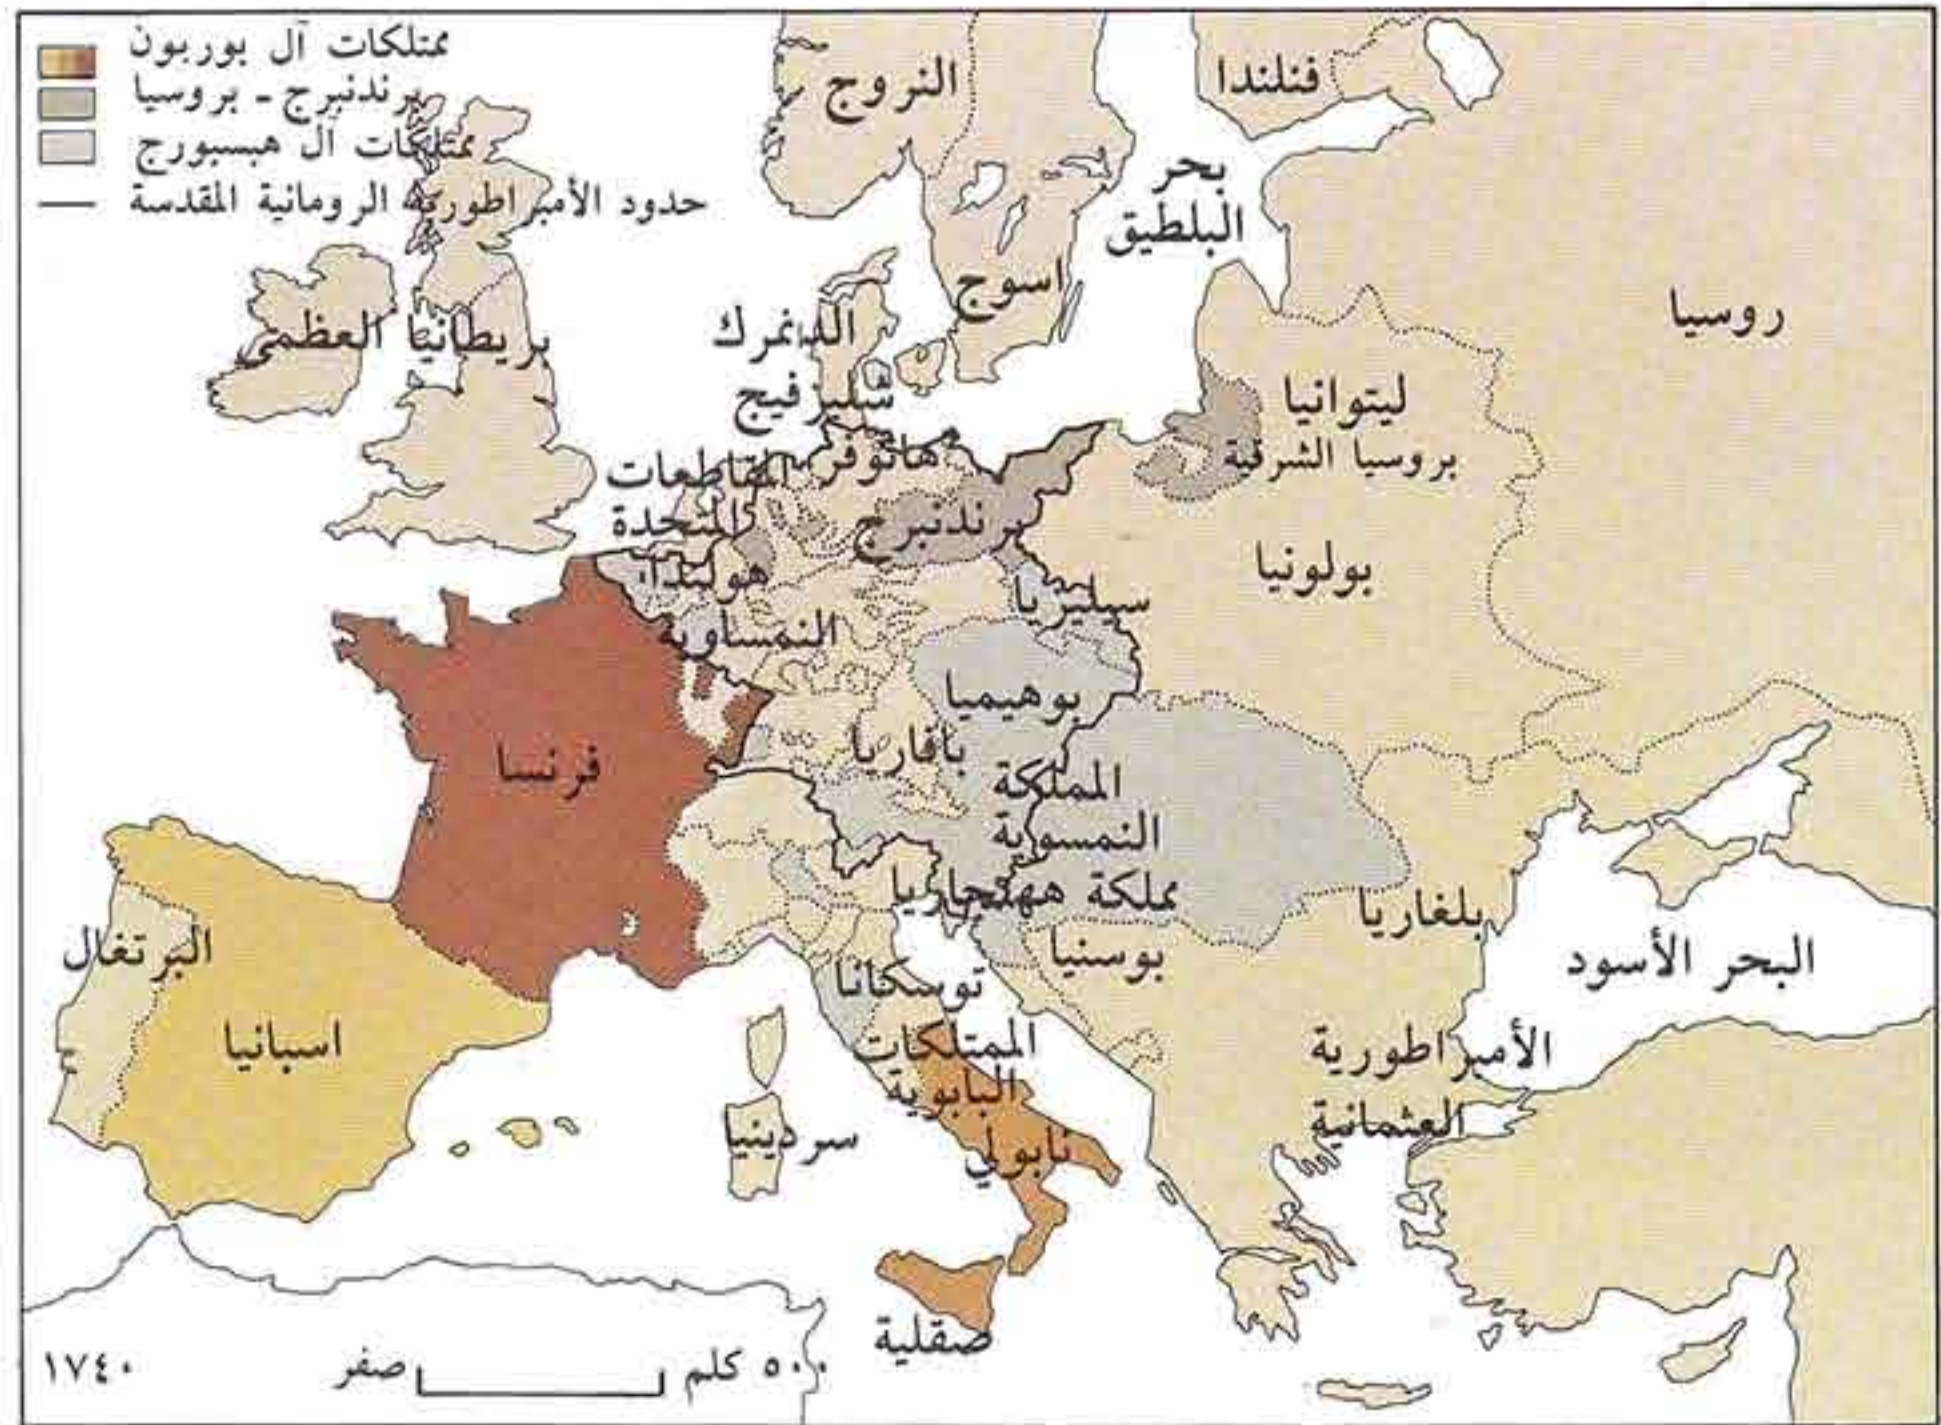 ممتلكات آل بوربون
برندنبرج - بروسيا
ممتلكات آل هبسبورج
حدود الأمبراطورية الرومانية المقدسة
النروج
فنلندا
بحر
البلطيق
اسوج
روسيا
بريطانيا العظمى
الدانمرك
شليزفيج
ليتوانيا
بروسيا الشرقية
هانوفر
المقاطعات
المتحدة
برندنبرج
بولونيا
هولندا
النمساوية
سيليزيا
بوهيميا
بافاريا
فرنسا
المملكة
النمسوية
مملكة هنجاريا
بلغاريا
البحر الأسود
بوسنيا
البرتغال
اسبانيا
توسكانا
الممتلكات
البابوية
نابولي
سردينيا
الأمبراطورية
العثمانية
صقلية
١٧٤٠
صفر
٥٠٠ كلم